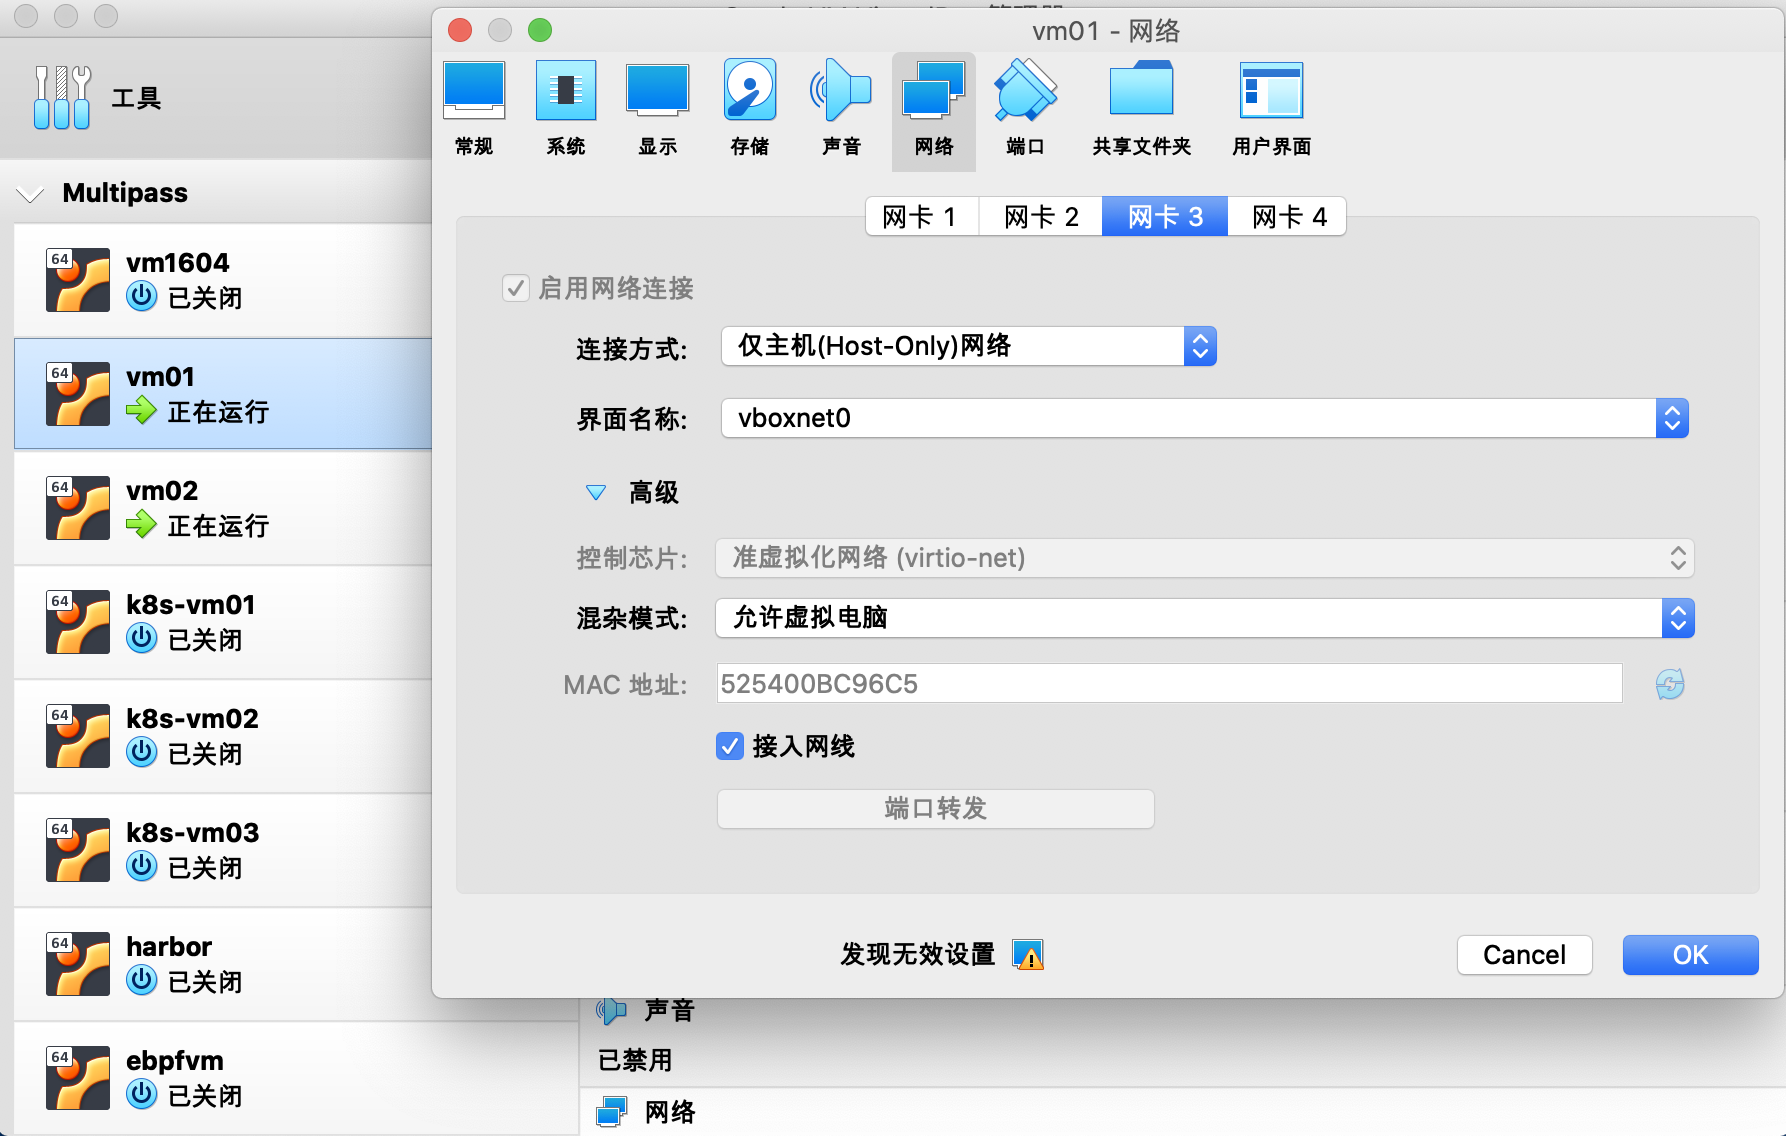 vm01 - 网络
工具
常规
系统
显示
存储
声音
网络
端口
共享文件夹
用户界面
Multipass
64
vm1604
已关闭
64
vm01
正在运行
64
vm02
正在运行
64
k8s-vm01
已关闭
64
k8s-vm02
已关闭
64
k8s-vm03
已关闭
64
harbor
已关闭
64
ebpfvm
已关闭
网卡 1
网卡 2
网卡 3
网卡 4
启用网络连接
连接方式: 仅主机(Host-Only)网络
界面名称: vboxnet0
高级
控制芯片: 准虚拟化网络 (virtio-net)
混杂模式: 允许虚拟电脑
MAC 地址: 525400BC96C5
接入网线
端口转发
发现无效设置
Cancel
OK
声音
已禁用
网络